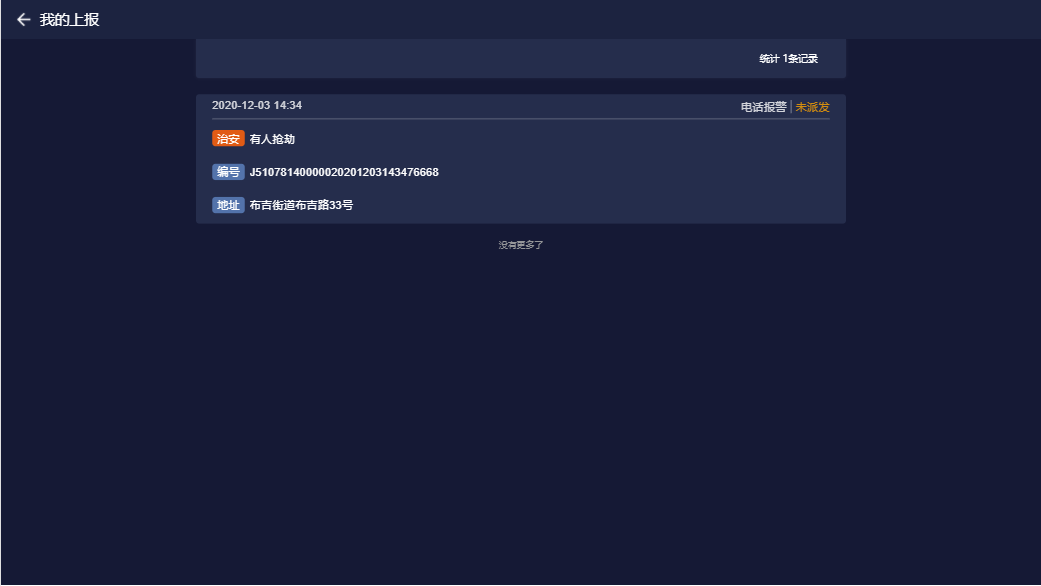 我的上报
统计 1条记录
2020-12-03 14:34 电话报警 | 未派发
治安 有人抢劫
编号 J5107814000002020120314347​6668
地址 布吉街道布吉路33号
没有更多了